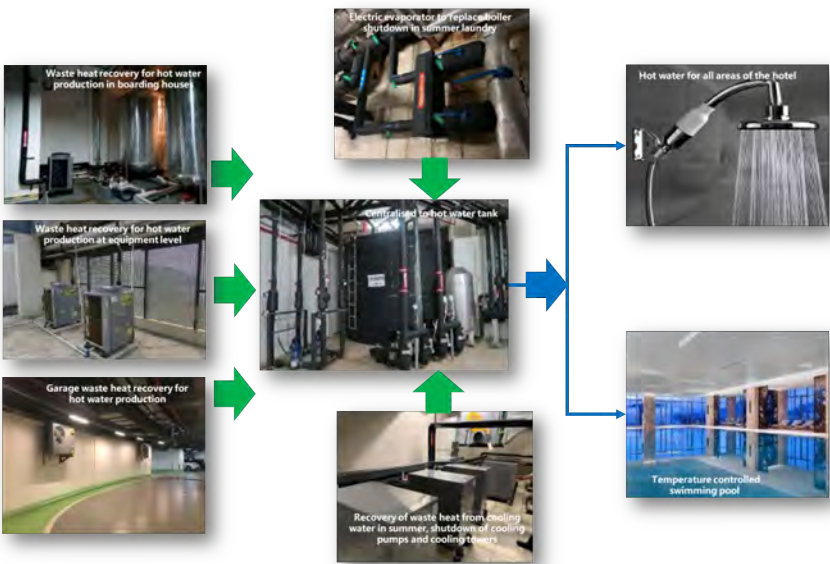 Electric evaporator to replace boiler
shutdown in summer laundry
Waste heat recovery for hot water
production in boarding houses
Hot water for all areas of the hotel
Waste heat recovery for hot water
production at equipment level
Centralised to hot water tank
Garage waste heat recovery for
hot water production
Temperature controlled
swimming pool
Recovery of waste heat from cooling
water in summer, shutdown of cooling
pumps and cooling towers